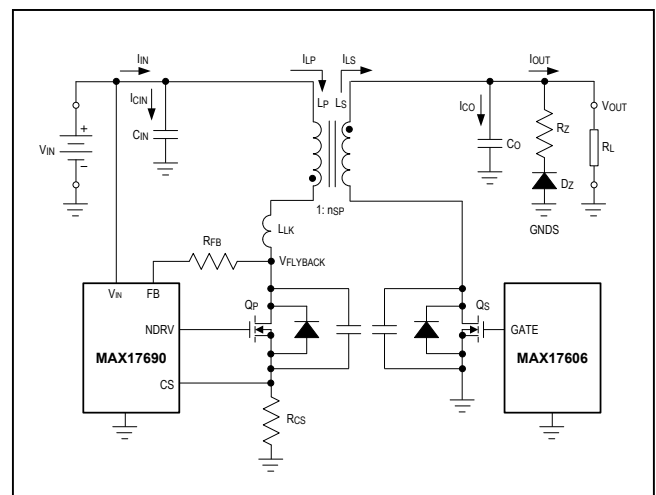 IIN
ILP
ILS
IOUT
LP
LS
ICIN
CIN
VIN
+
−
ICO
CO
RZ
VOUT
RL
DZ
GNDS
1: nSP
LLK
RFB
VFLYBACK
VIN
FB
QP
QS
NDRV
GATE
MAX17690
MAX17606
CS
RCS